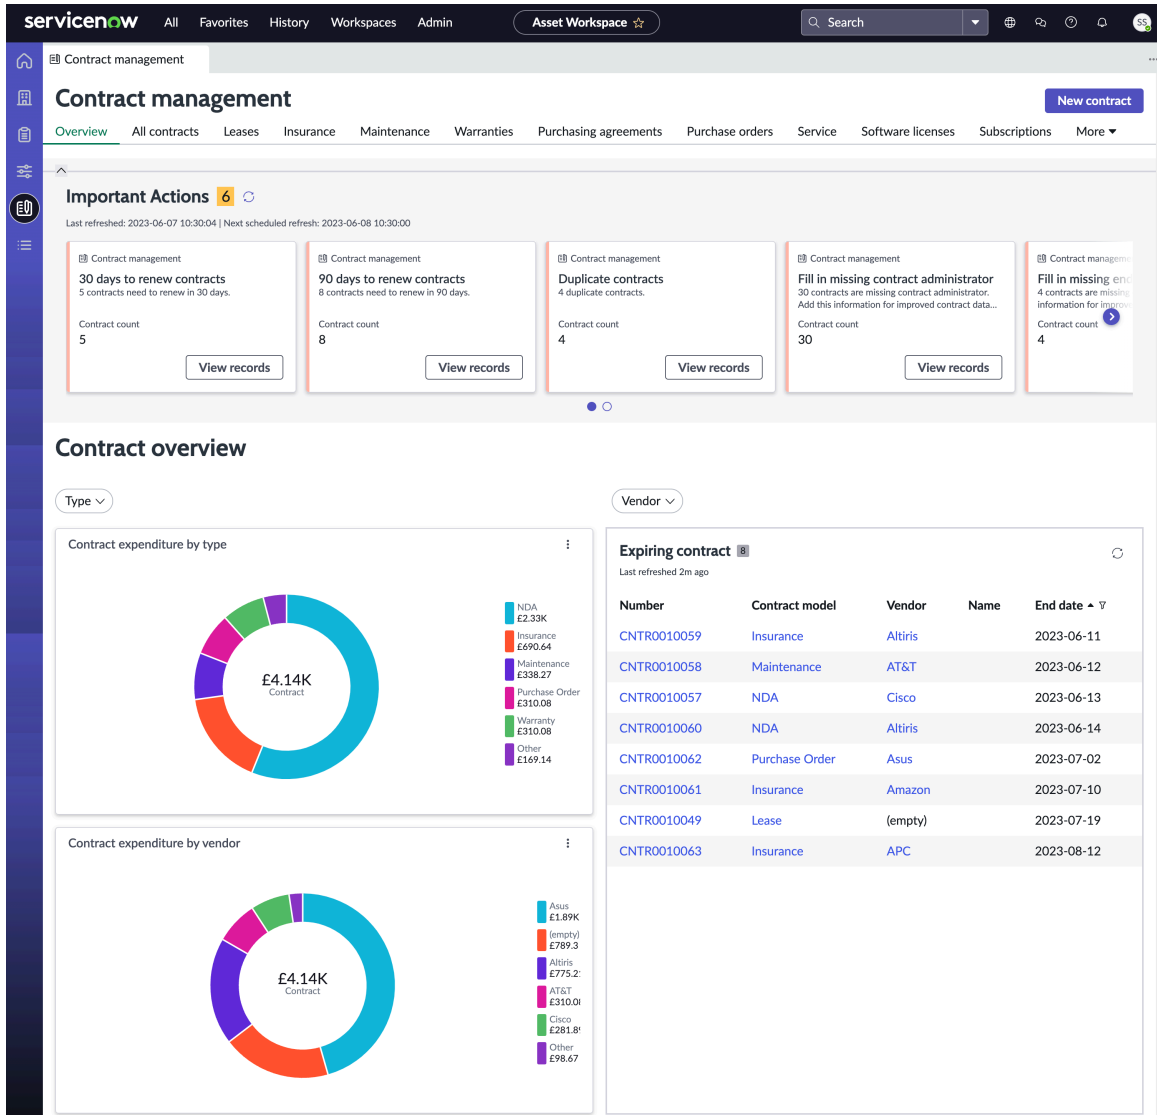 servicenow All Favorites History Workspaces Admin Asset Workspace ☆ Search SS
Contract management
Contract management
New contract
Overview All contracts Leases Insurance Maintenance Warranties Purchasing agreements Purchase orders Service Software licenses Subscriptions More
Important Actions 6
Last refreshed: 2023-06-07 10:30:04 | Next scheduled refresh: 2023-06-08 10:30:00
Contract management
30 days to renew contracts
5 contracts need to renew in 30 days.
Contract count
5
View records
Contract management
90 days to renew contracts
8 contracts need to renew in 90 days.
Contract count
8
View records
Contract management
Duplicate contracts
4 duplicate contracts.
Contract count
4
View records
Contract management
Fill in missing contract administrator
30 contracts are missing contract administrator.
Add this information for improved contract data...
Contract count
30
View records
Contract manageme
Fill in missing enc
4 contracts are missing
information for improv
Contract count
4
Contract overview
Type
Vendor
Contract expenditure by type
£4.14K
Contract
NDA
£2.33K
Insurance
£690.64
Maintenance
£338.27
Purchase Order
£310.08
Warranty
£310.08
Other
£169.14
Contract expenditure by vendor
£4.14K
Contract
Asus
£1.89K
(empty)
£789.3
Altiris
£775.2
AT&T
£310.0
Cisco
£281.8
Other
£98.67
Expiring contract 8
Last refreshed 2m ago
Number Contract model Vendor Name End date
CNTR0010059 Insurance Altiris 2023-06-11
CNTR0010058 Maintenance AT&T 2023-06-12
CNTR0010057 NDA Cisco 2023-06-13
CNTR0010060 NDA Altiris 2023-06-14
CNTR0010062 Purchase Order Asus 2023-07-02
CNTR0010061 Insurance Amazon 2023-07-10
CNTR0010049 Lease (empty) 2023-07-19
CNTR0010063 Insurance APC 2023-08-12